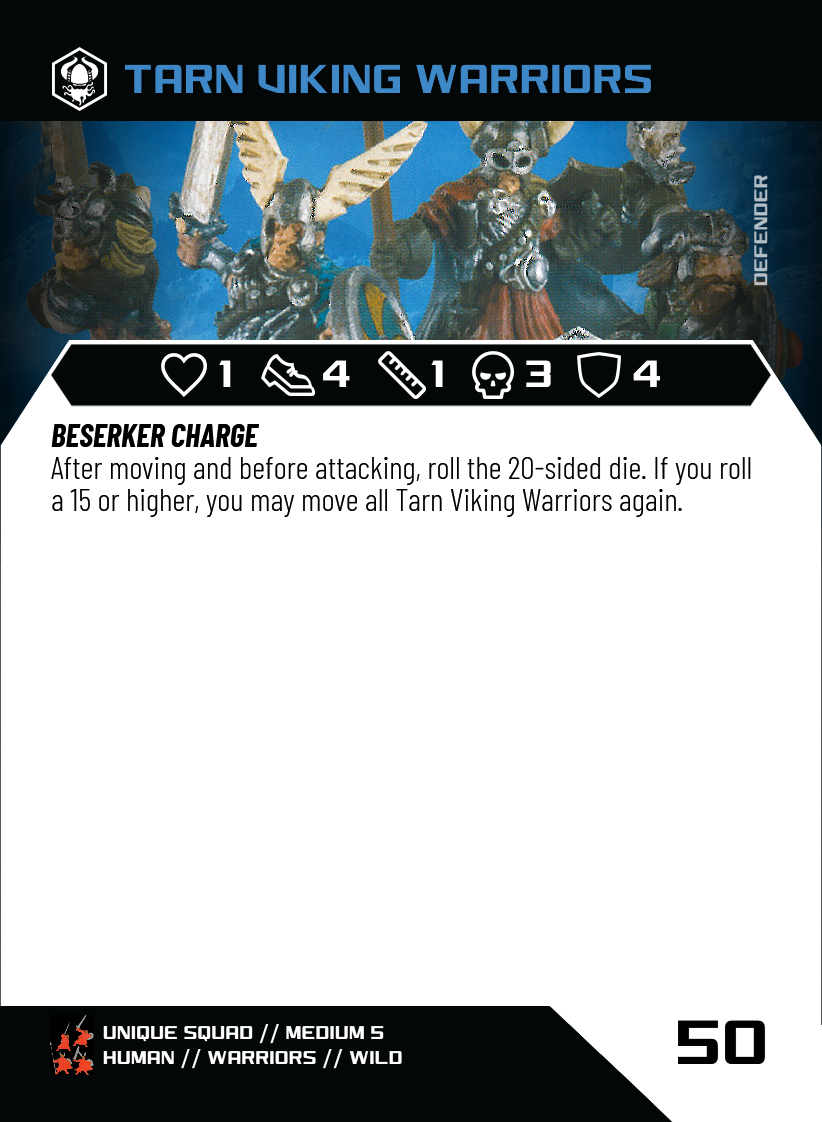 TARN VIKING WARRIORS
DEFENDER
1 4 1 3 4
BESERKER CHARGE
After moving and before attacking, roll the 20-sided die. If you roll
a 15 or higher, you may move all Tarn Viking Warriors again.
UNIQUE SQUAD // MEDIUM 5
HUMAN // WARRIORS // WILD
50